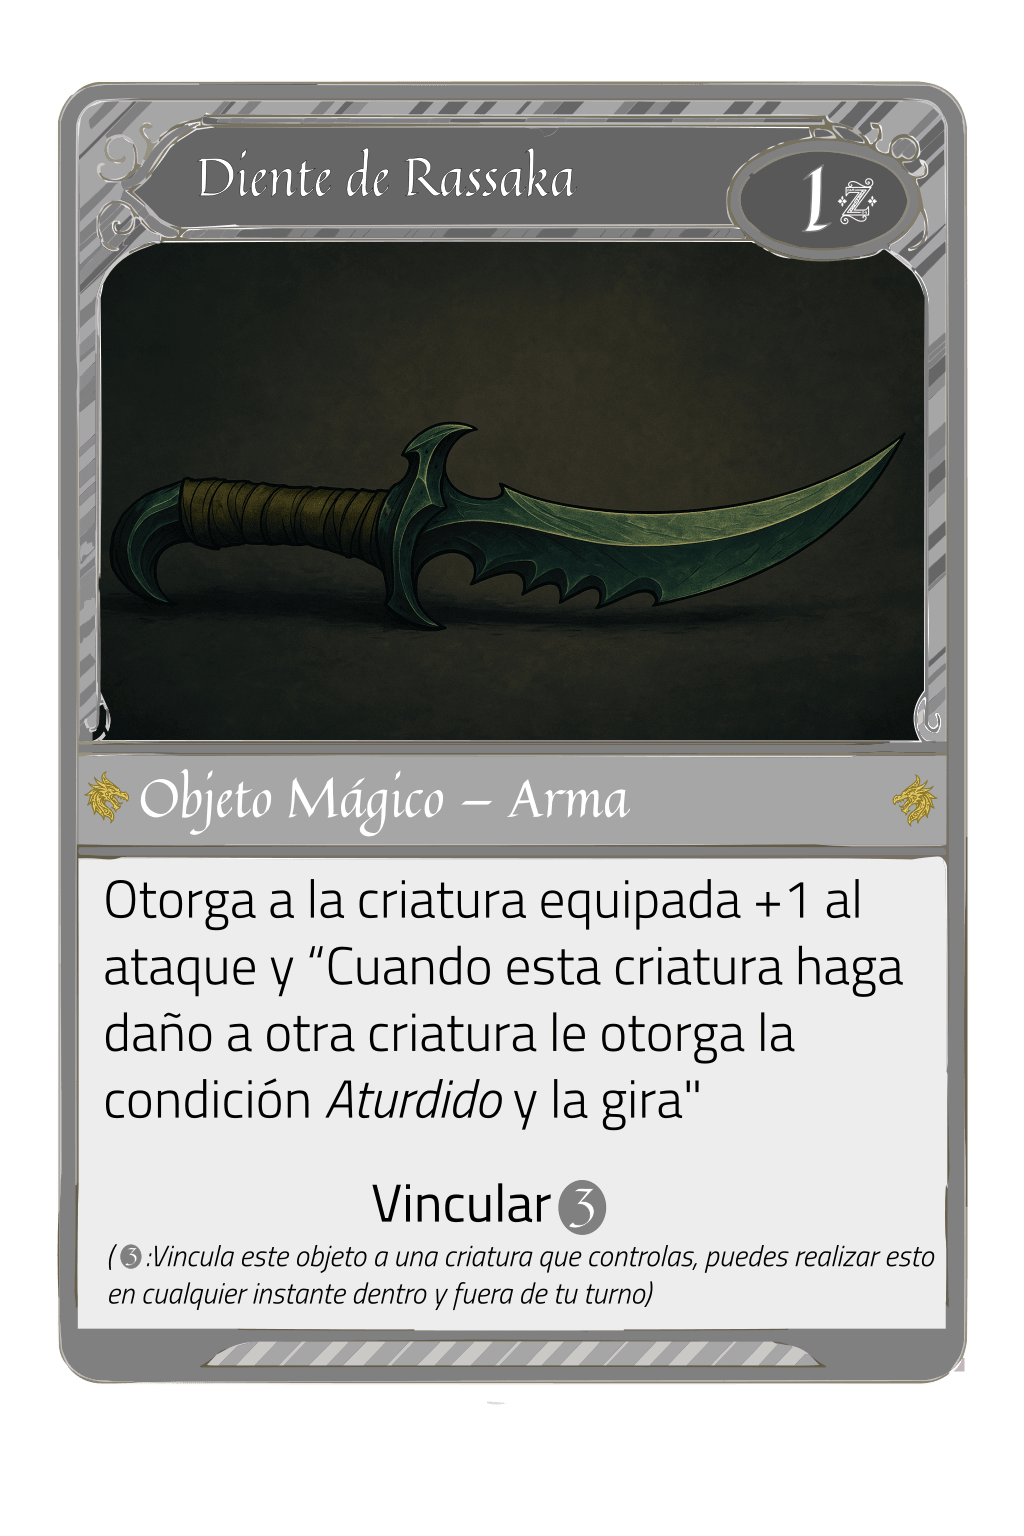 Diente de Rassaka
1 Z
Objeto Mágico – Arma
Otorga a la criatura equipada +1 al
ataque y “Cuando esta criatura haga
daño a otra criatura le otorga la
condición Aturdido y la gira"
Vincular 3
( 3 :Vincula este objeto a una criatura que controlas, puedes realizar esto
en cualquier instante dentro y fuera de tu turno)